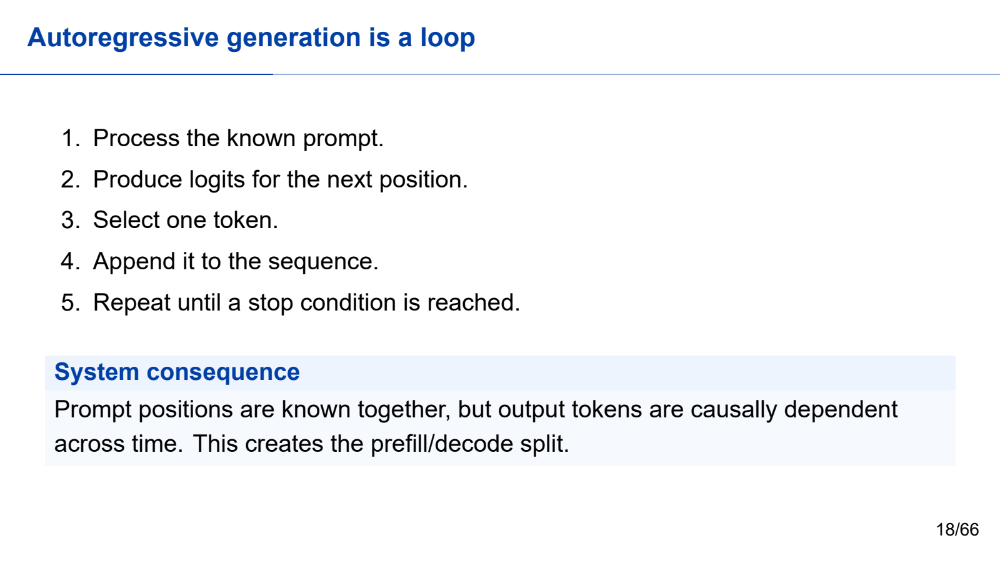 Autoregressive generation is a loop
1. Process the known prompt.
2. Produce logits for the next position.
3. Select one token.
4. Append it to the sequence.
5. Repeat until a stop condition is reached.
System consequence
Prompt positions are known together, but output tokens are causally dependent
across time. This creates the prefill/decode split.
18/66